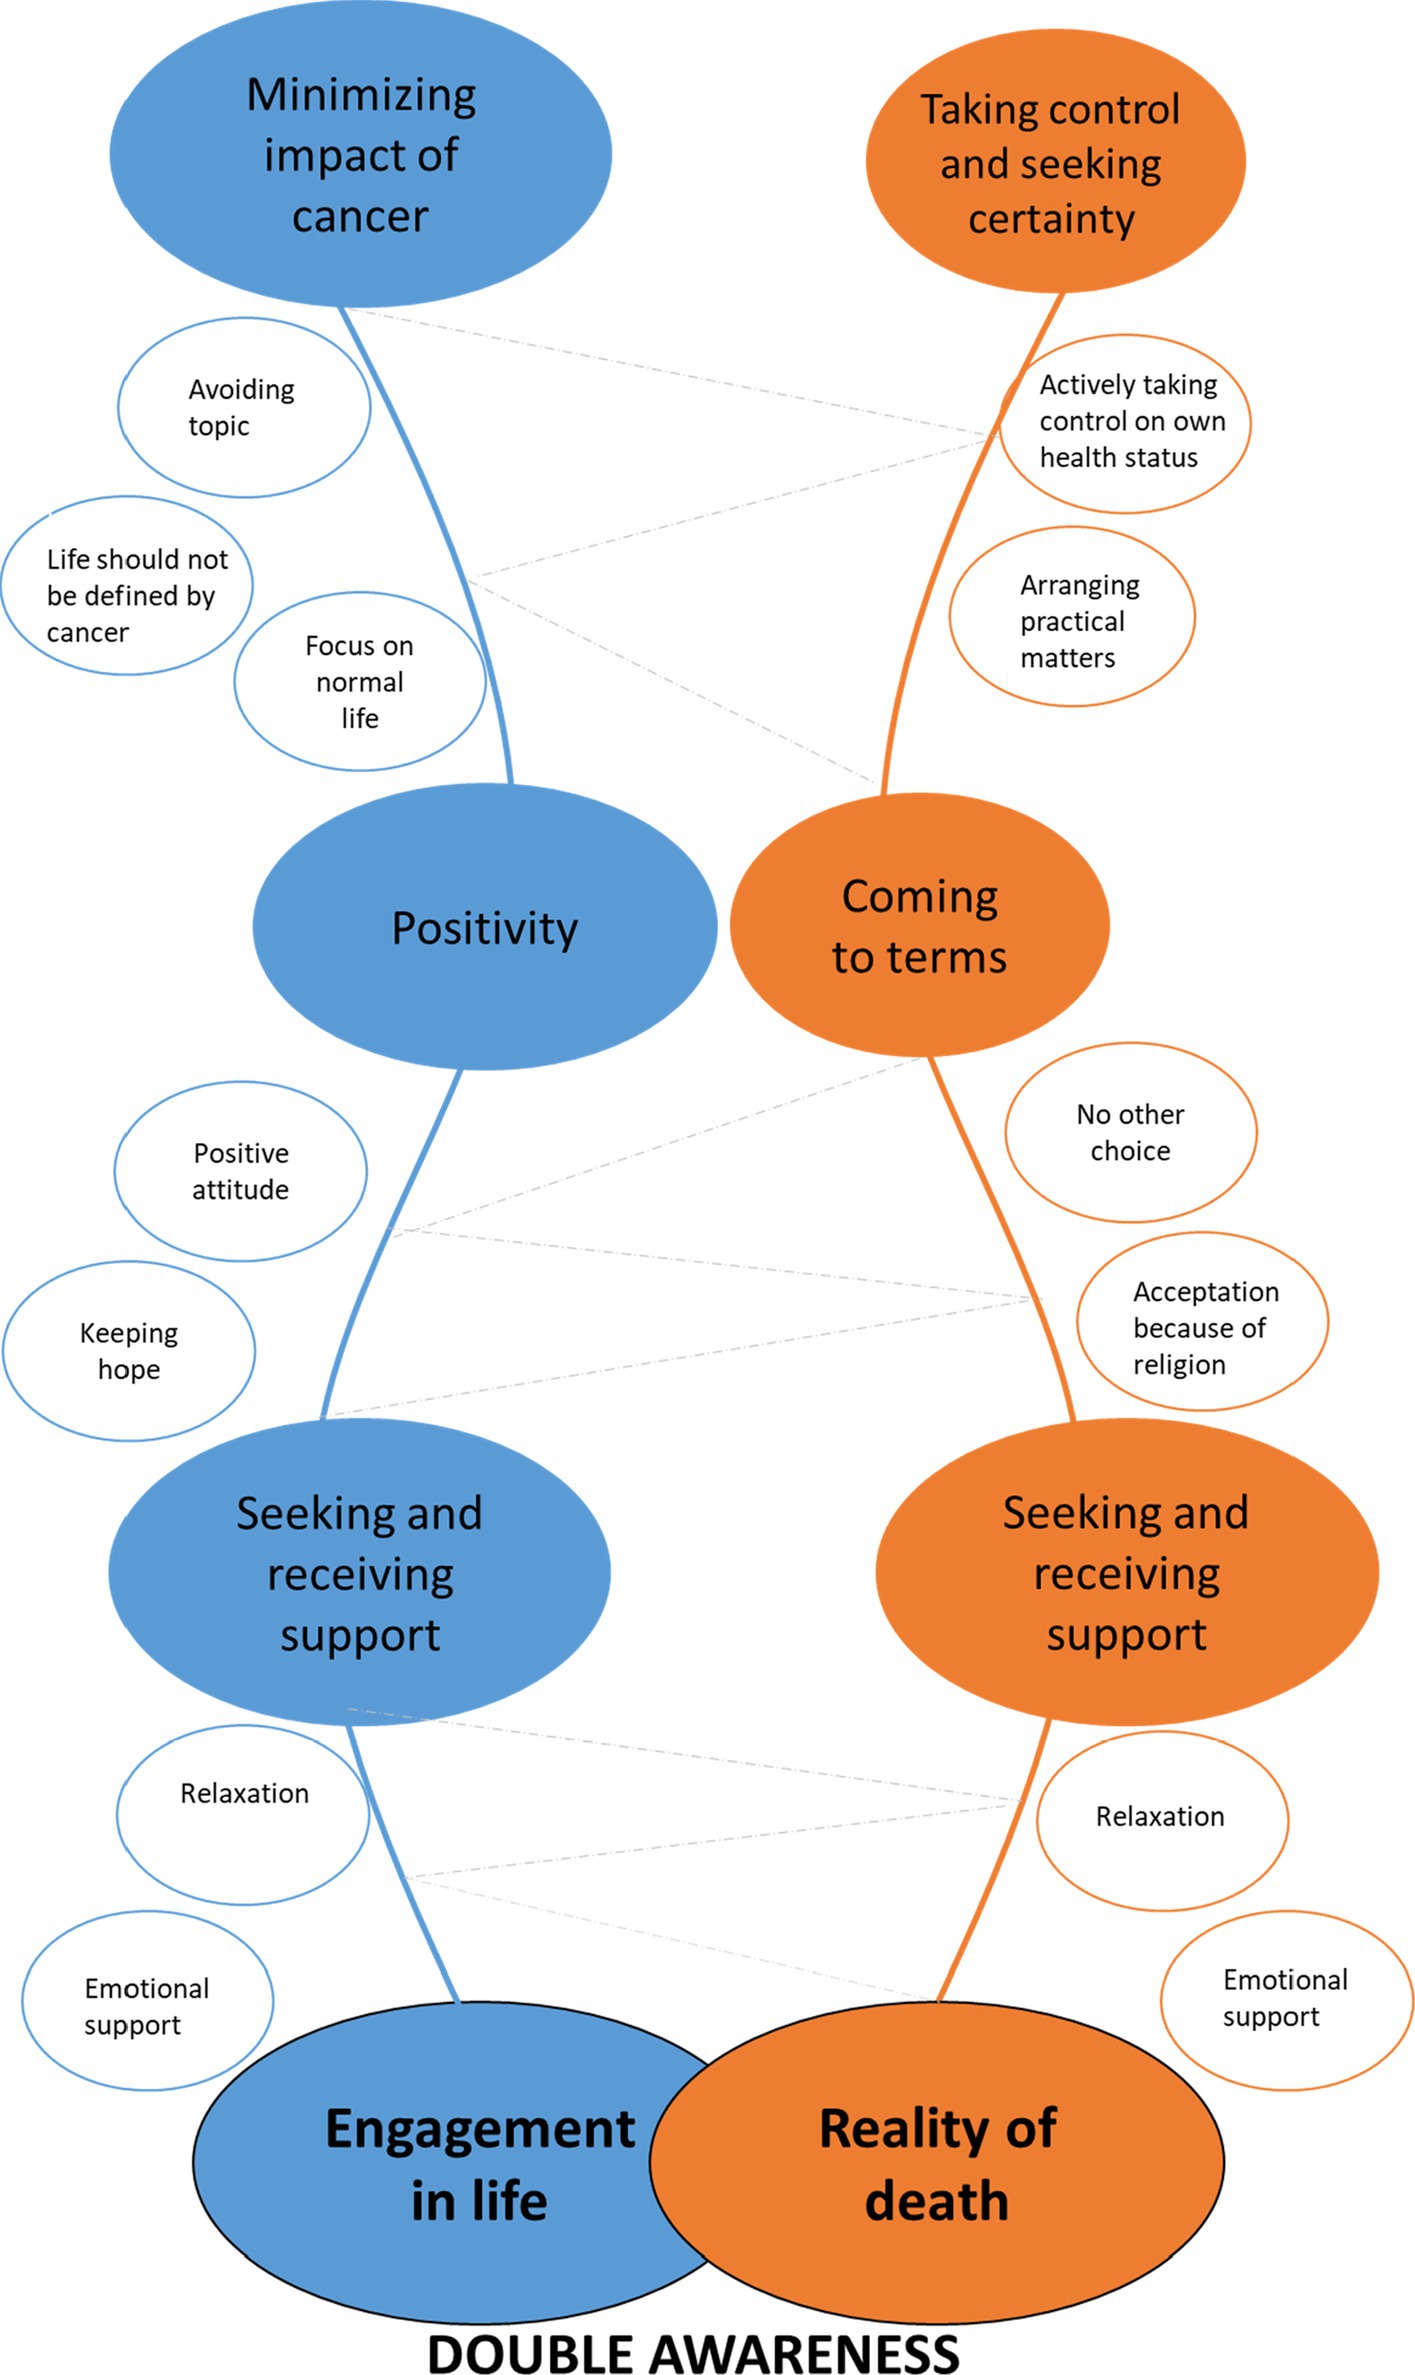 Minimizing
impact of
cancer
Taking control
and seeking
certainty
Avoiding
topic
Actively taking
control on own
health status
Life should not
be defined by
cancer
Arranging
practical
matters
Focus on
normal
life
Positivity
Coming
to terms
No other
choice
Positive
attitude
Acceptation
because of
religion
Keeping
hope
Seeking and
receiving
support
Seeking and
receiving
support
Relaxation
Relaxation
Emotional
support
Emotional
support
Engagement
in life
Reality of
death
DOUBLE AWARENESS